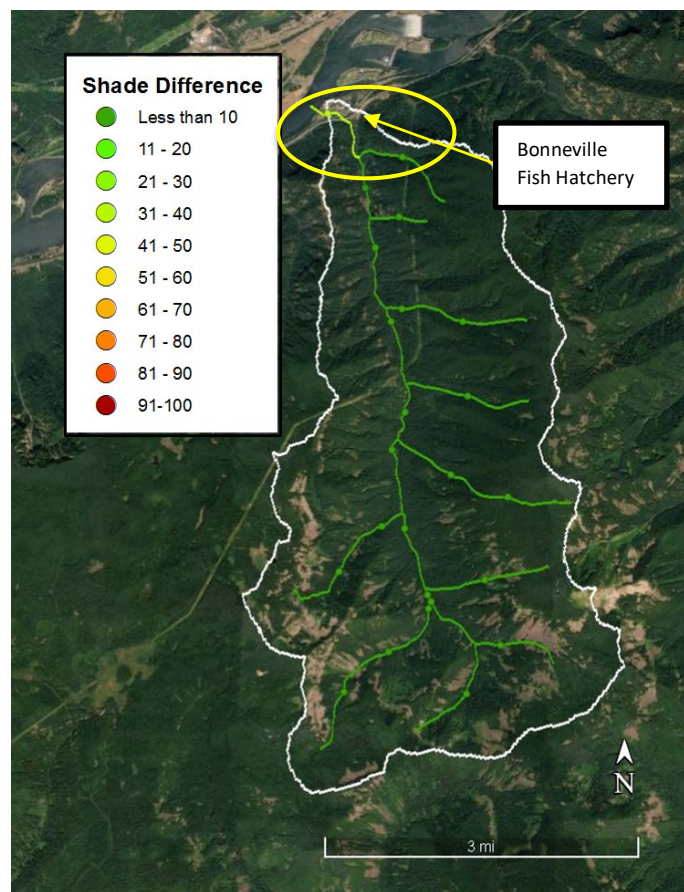 Shade Difference
Less than 10
11 - 20
21 - 30
31 - 40
41 - 50
51 - 60
61 - 70
71 - 80
81 - 90
91-100
Bonneville
Fish Hatchery
N
3 mi